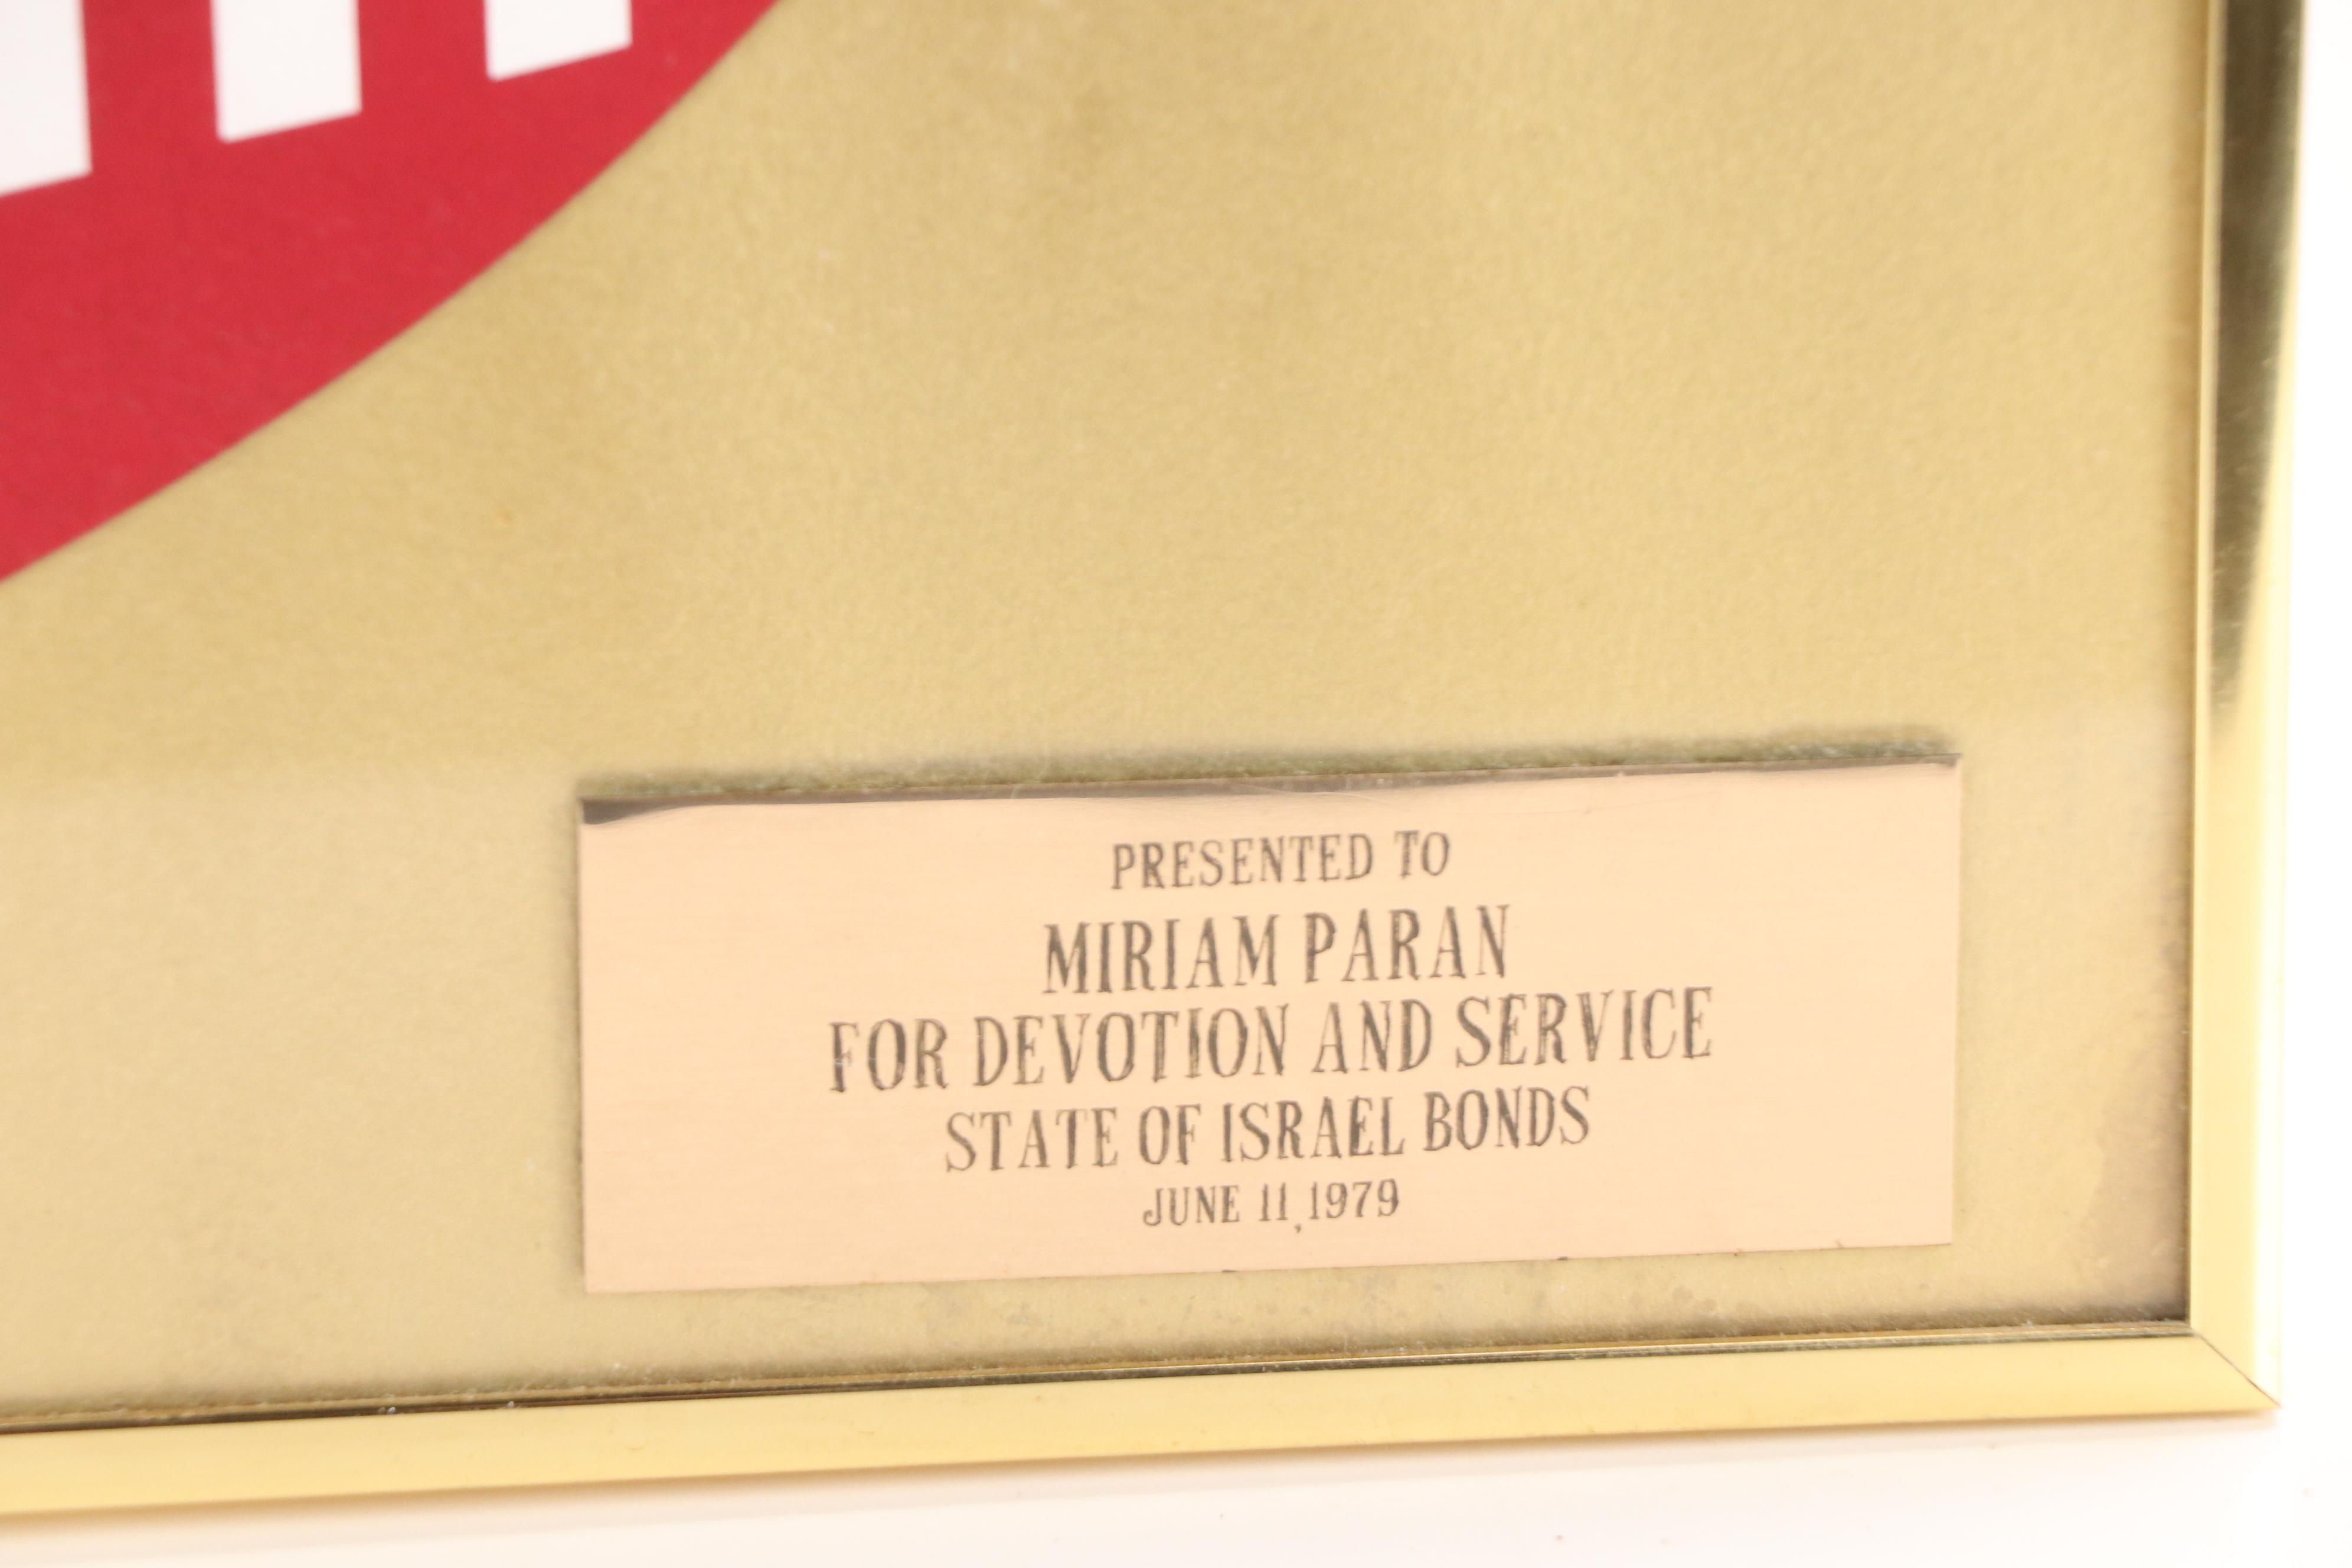 PRESENTED TO
MIRIAM PARAN
FOR DEVOTION AND SERVICE
STATE OF ISRAEL BONDS
JUNE 11, 1979